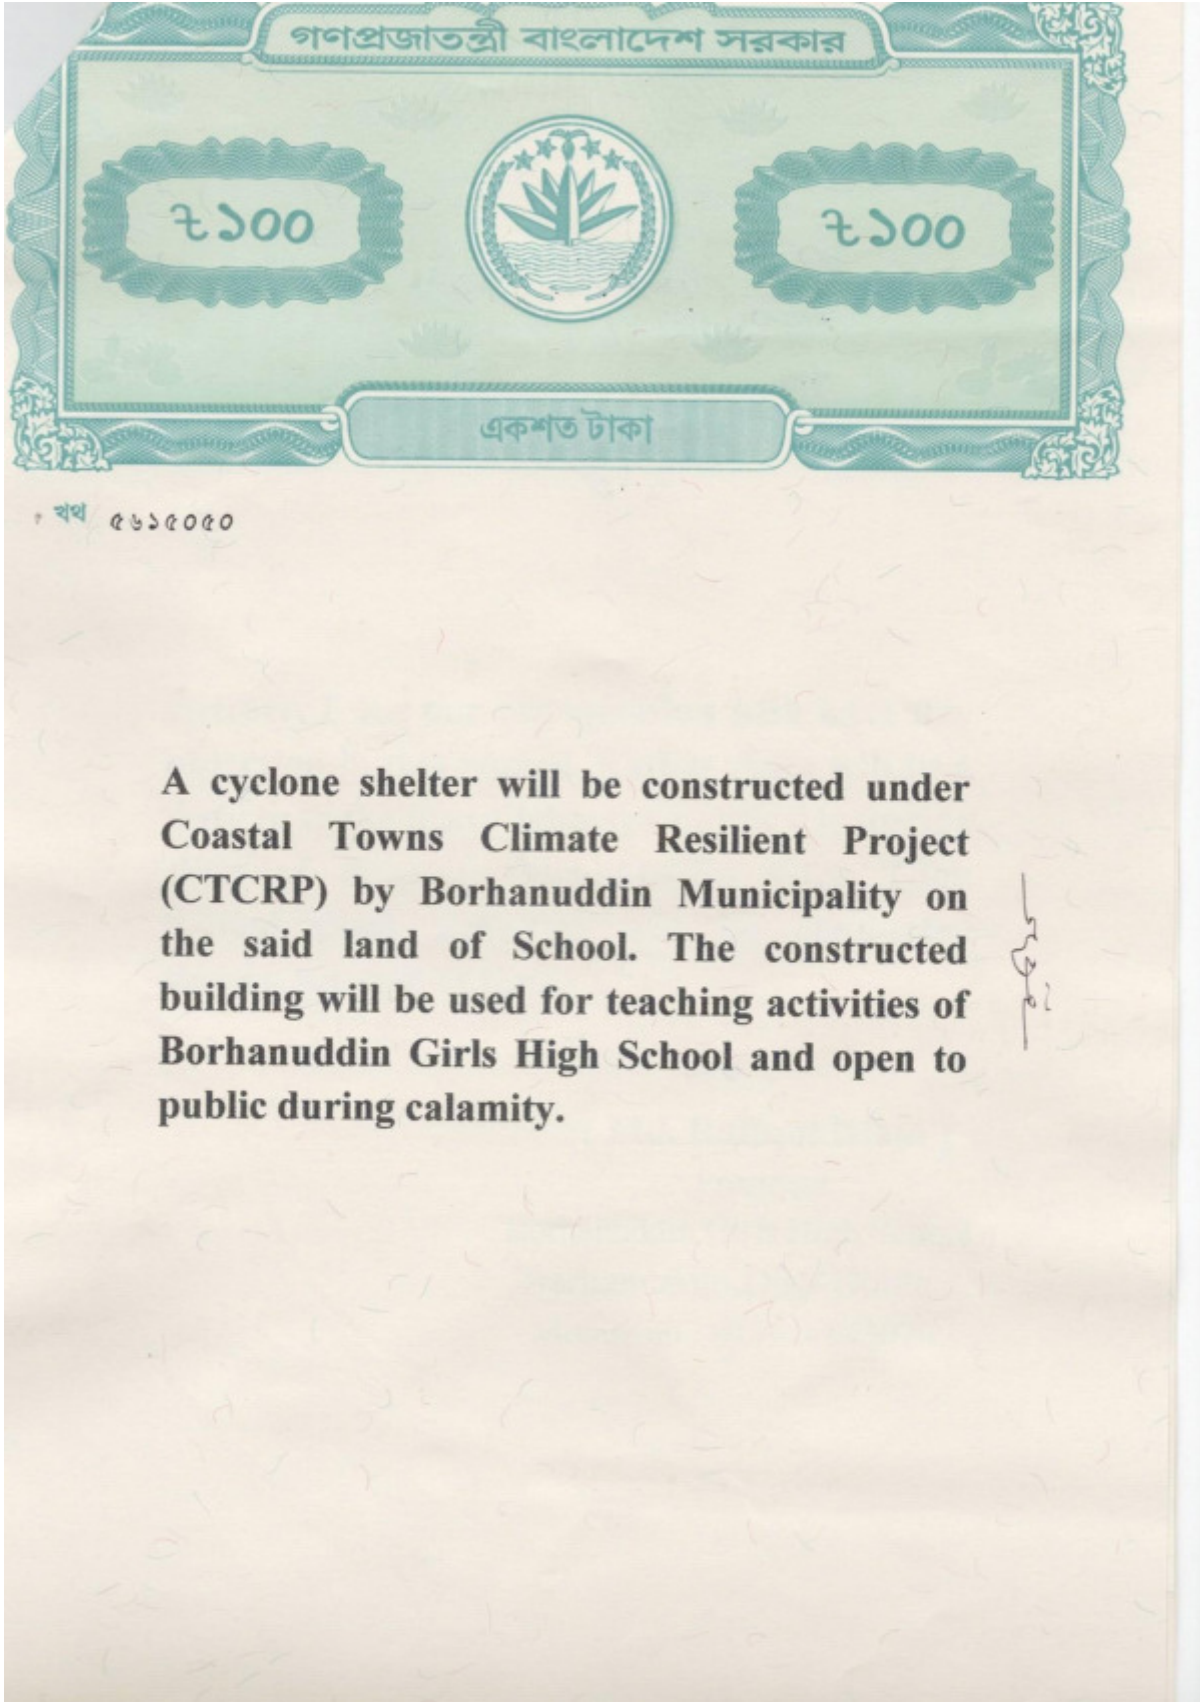 গণপ্রজাতন্ত্রী বাংলাদেশ সরকার
৳১০০
৳১০০
একশত টাকা
খথ ৫৬১৫০৫০
A cyclone shelter will be constructed under
Coastal Towns Climate Resilient Project
(CTCRP) by Borhanuddin Municipality on
the said land of School. The constructed
building will be used for teaching activities of
Borhanuddin Girls High School and open to
public during calamity.